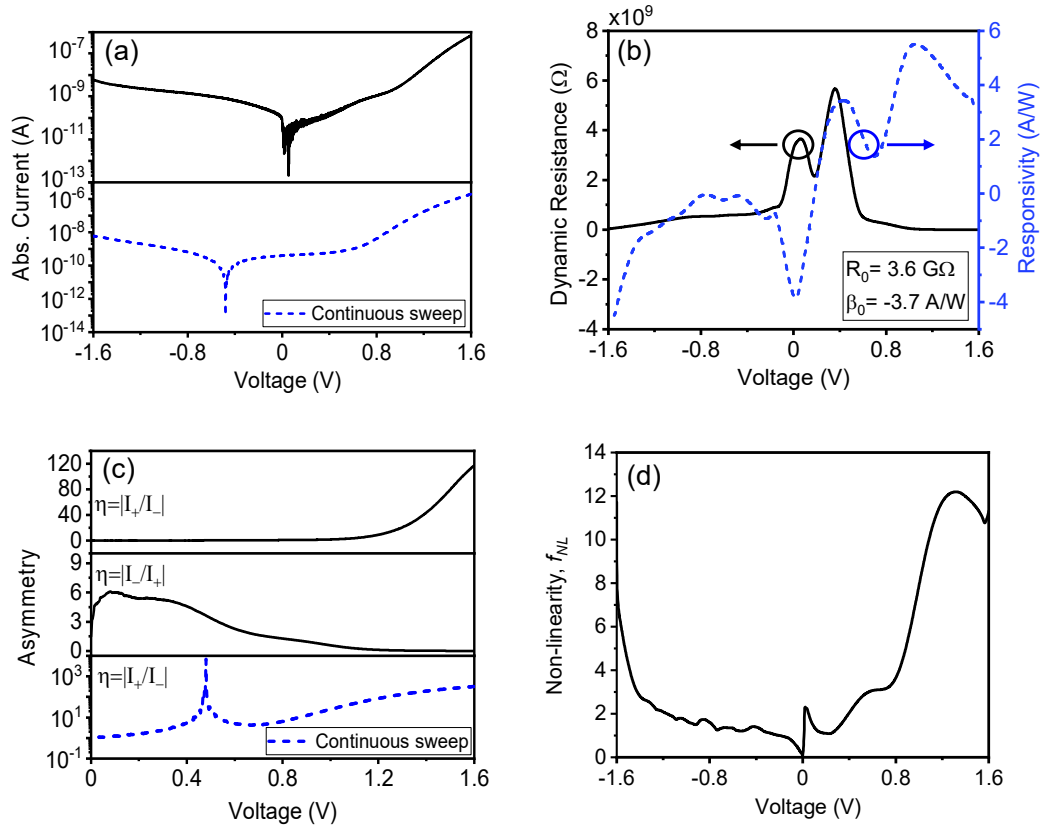 (a)
10⁻⁷
10⁻⁹
10⁻¹¹
10⁻¹³
10⁻⁶
10⁻⁸
10⁻¹⁰
10⁻¹²
10⁻¹⁴
Abs. Current (A)
Continuous sweep
-1.6 -0.8 0 0.8 1.6
Voltage (V)
(b)
×10⁹
8
6
4
2
0
-2
-4
Dynamic Resistance (Ω)
6
4
2
0
-2
-4
Responsivity (A/W)
R₀= 3.6 GΩ
β₀= -3.7 A/W
-1.6 -0.8 0 0.8 1.6
Voltage (V)
(c)
120
80
40
0
η=|I₊/I₋|
9
6
3
0
η=|I₋/I₊|
10³
10¹
10⁻¹
η=|I₊/I₋|
Asymmetry
Continuous sweep
0 0.4 0.8 1.2 1.6
Voltage (V)
(d)
14
12
10
8
6
4
2
0
Non-linearity, f_NL
-1.6 -0.8 0 0.8 1.6
Voltage (V)